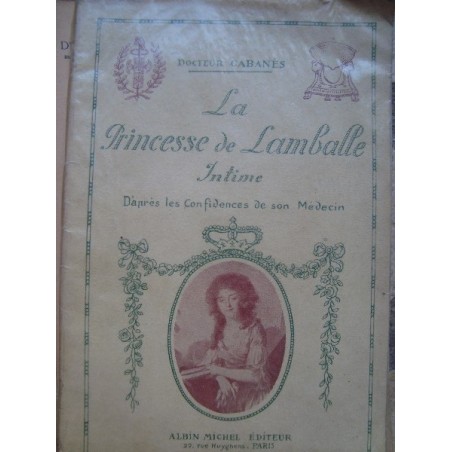 DOCTEUR CABANÈS
La
Princesse de Lamballe
Intime
D'après les Confidences de son Médecin
ALBIN MICHEL ÉDITEUR
22, rue Huyghens, PARIS